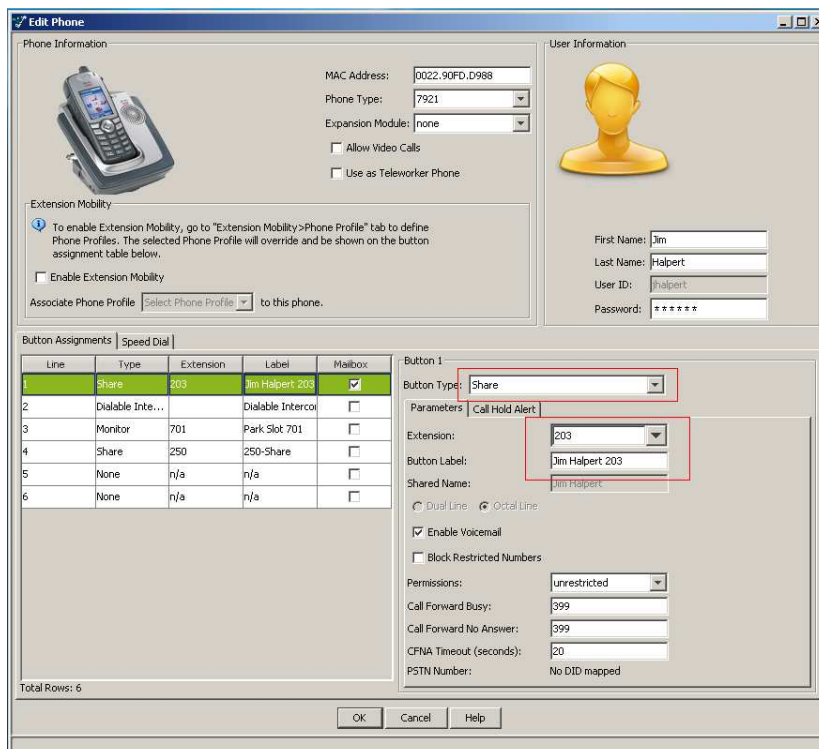 Edit Phone
Phone Information
MAC Address: 0022.90FD.D988
Phone Type: 7921
Expansion Module: none
Allow Video Calls
Use as Teleworker Phone
Extension Mobility
To enable Extension Mobility, go to "Extension Mobility>Phone Profile" tab to define
Phone Profiles. The selected Phone Profile will override and be shown on the button
assignment table below.
Enable Extension Mobility
Associate Phone Profile Select Phone Profile to this phone.
User Information
First Name: Jim
Last Name: Halpert
User ID: jhalpert
Password: ******
Button Assignments Speed Dial
Line Type Extension Label Mailbox
1 Share 203 Jim Halpert 203
2 Dialable Inte... Dialable Intercor
3 Monitor 701 Park Slot 701
4 Share 250 250-Share
5 None n/a n/a
6 None n/a n/a
Total Rows: 6
Button 1
Button Type: Share
Parameters Call Hold Alert
Extension: 203
Button Label: Jim Halpert 203
Shared Name: Jim Halpert
Dual Line Octal Line
Enable Voicemail
Block Restricted Numbers
Permissions: unrestricted
Call Forward Busy: 399
Call Forward No Answer: 399
CFNA Timeout (seconds): 20
PSTN Number: No DID mapped
OK Cancel Help